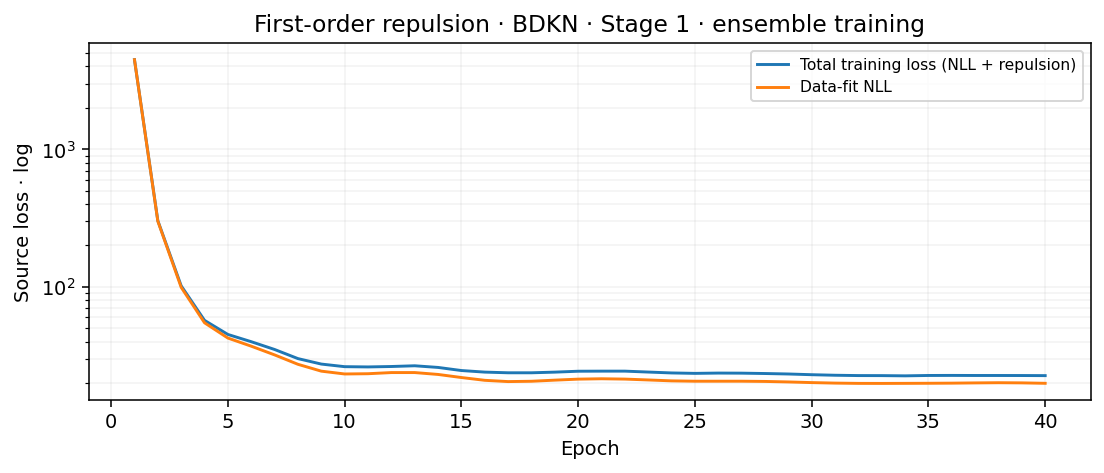 First-order repulsion · BDKN · Stage 1 · ensemble training
Total training loss (NLL + repulsion)
Data-fit NLL
Source loss · log
10³
10²
0 5 10 15 20 25 30 35 40
Epoch